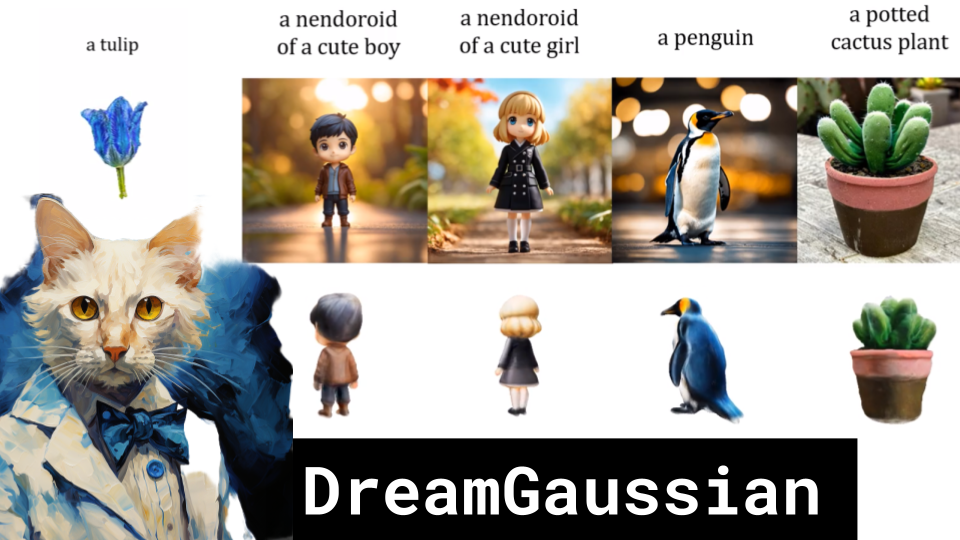 a tulip
a nendoroid
of a cute boy
a nendoroid
of a cute girl
a penguin
a potted
cactus plant
DreamGaussian